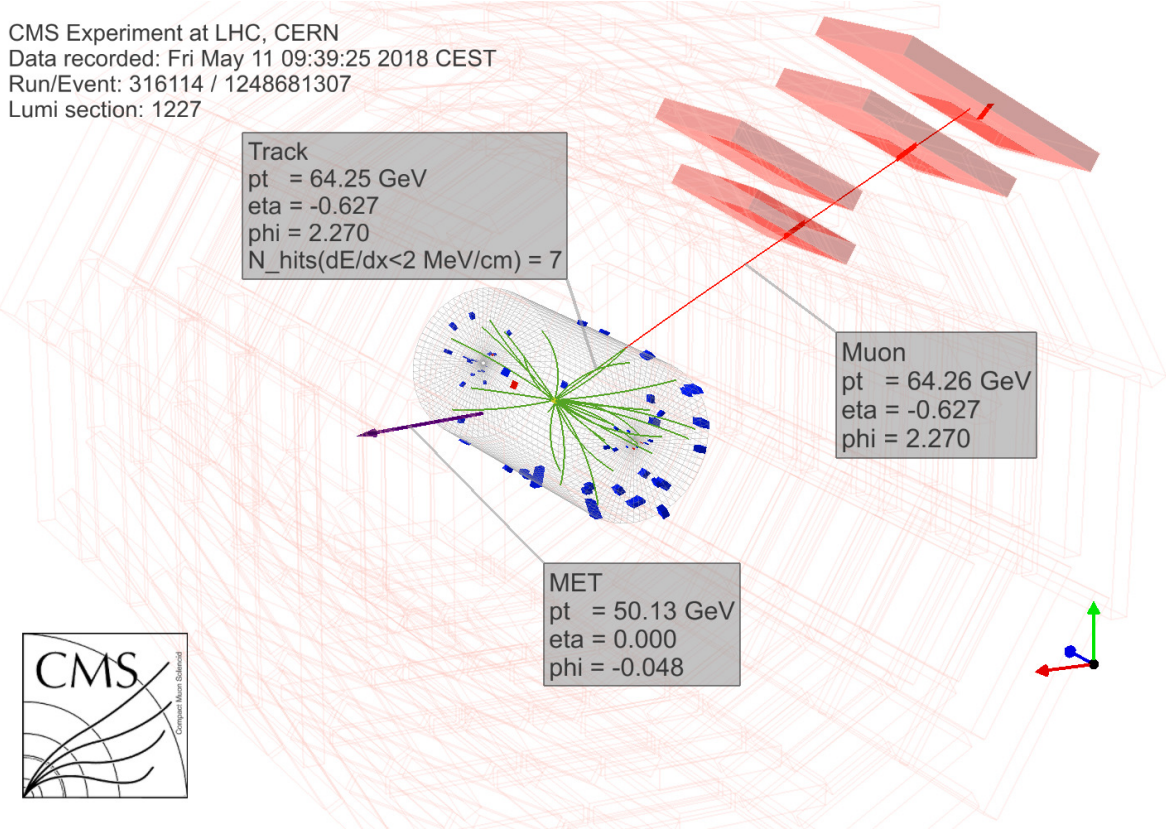 CMS Experiment at LHC, CERN
Data recorded: Fri May 11 09:39:25 2018 CEST
Run/Event: 316114 / 1248681307
Lumi section: 1227
Track
pt = 64.25 GeV
eta = -0.627
phi = 2.270
N_hits(dE/dx<2 MeV/cm) = 7
Muon
pt = 64.26 GeV
eta = -0.627
phi = 2.270
MET
pt = 50.13 GeV
eta = 0.000
phi = -0.048
CMS
Compact Muon Solenoid